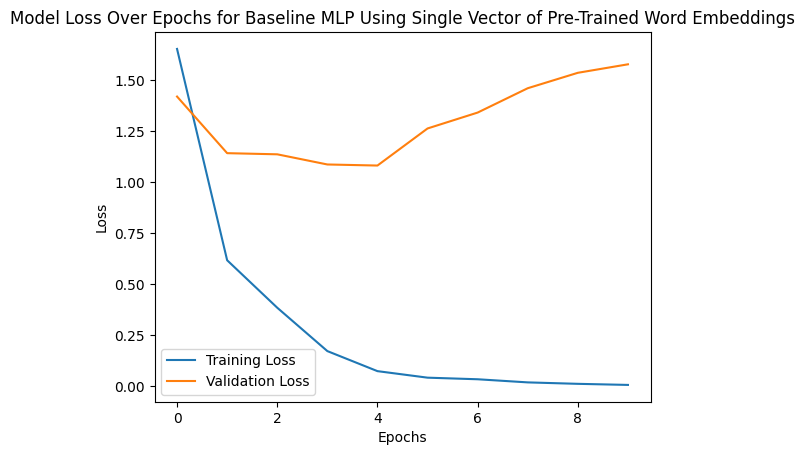 Model Loss Over Epochs for Baseline MLP Using Single Vector of Pre-Trained Word Embeddings
1.50
1.25
1.00
0.75
0.50
0.25
0.00
Loss
Training Loss
Validation Loss
0 2 4 6 8
Epochs